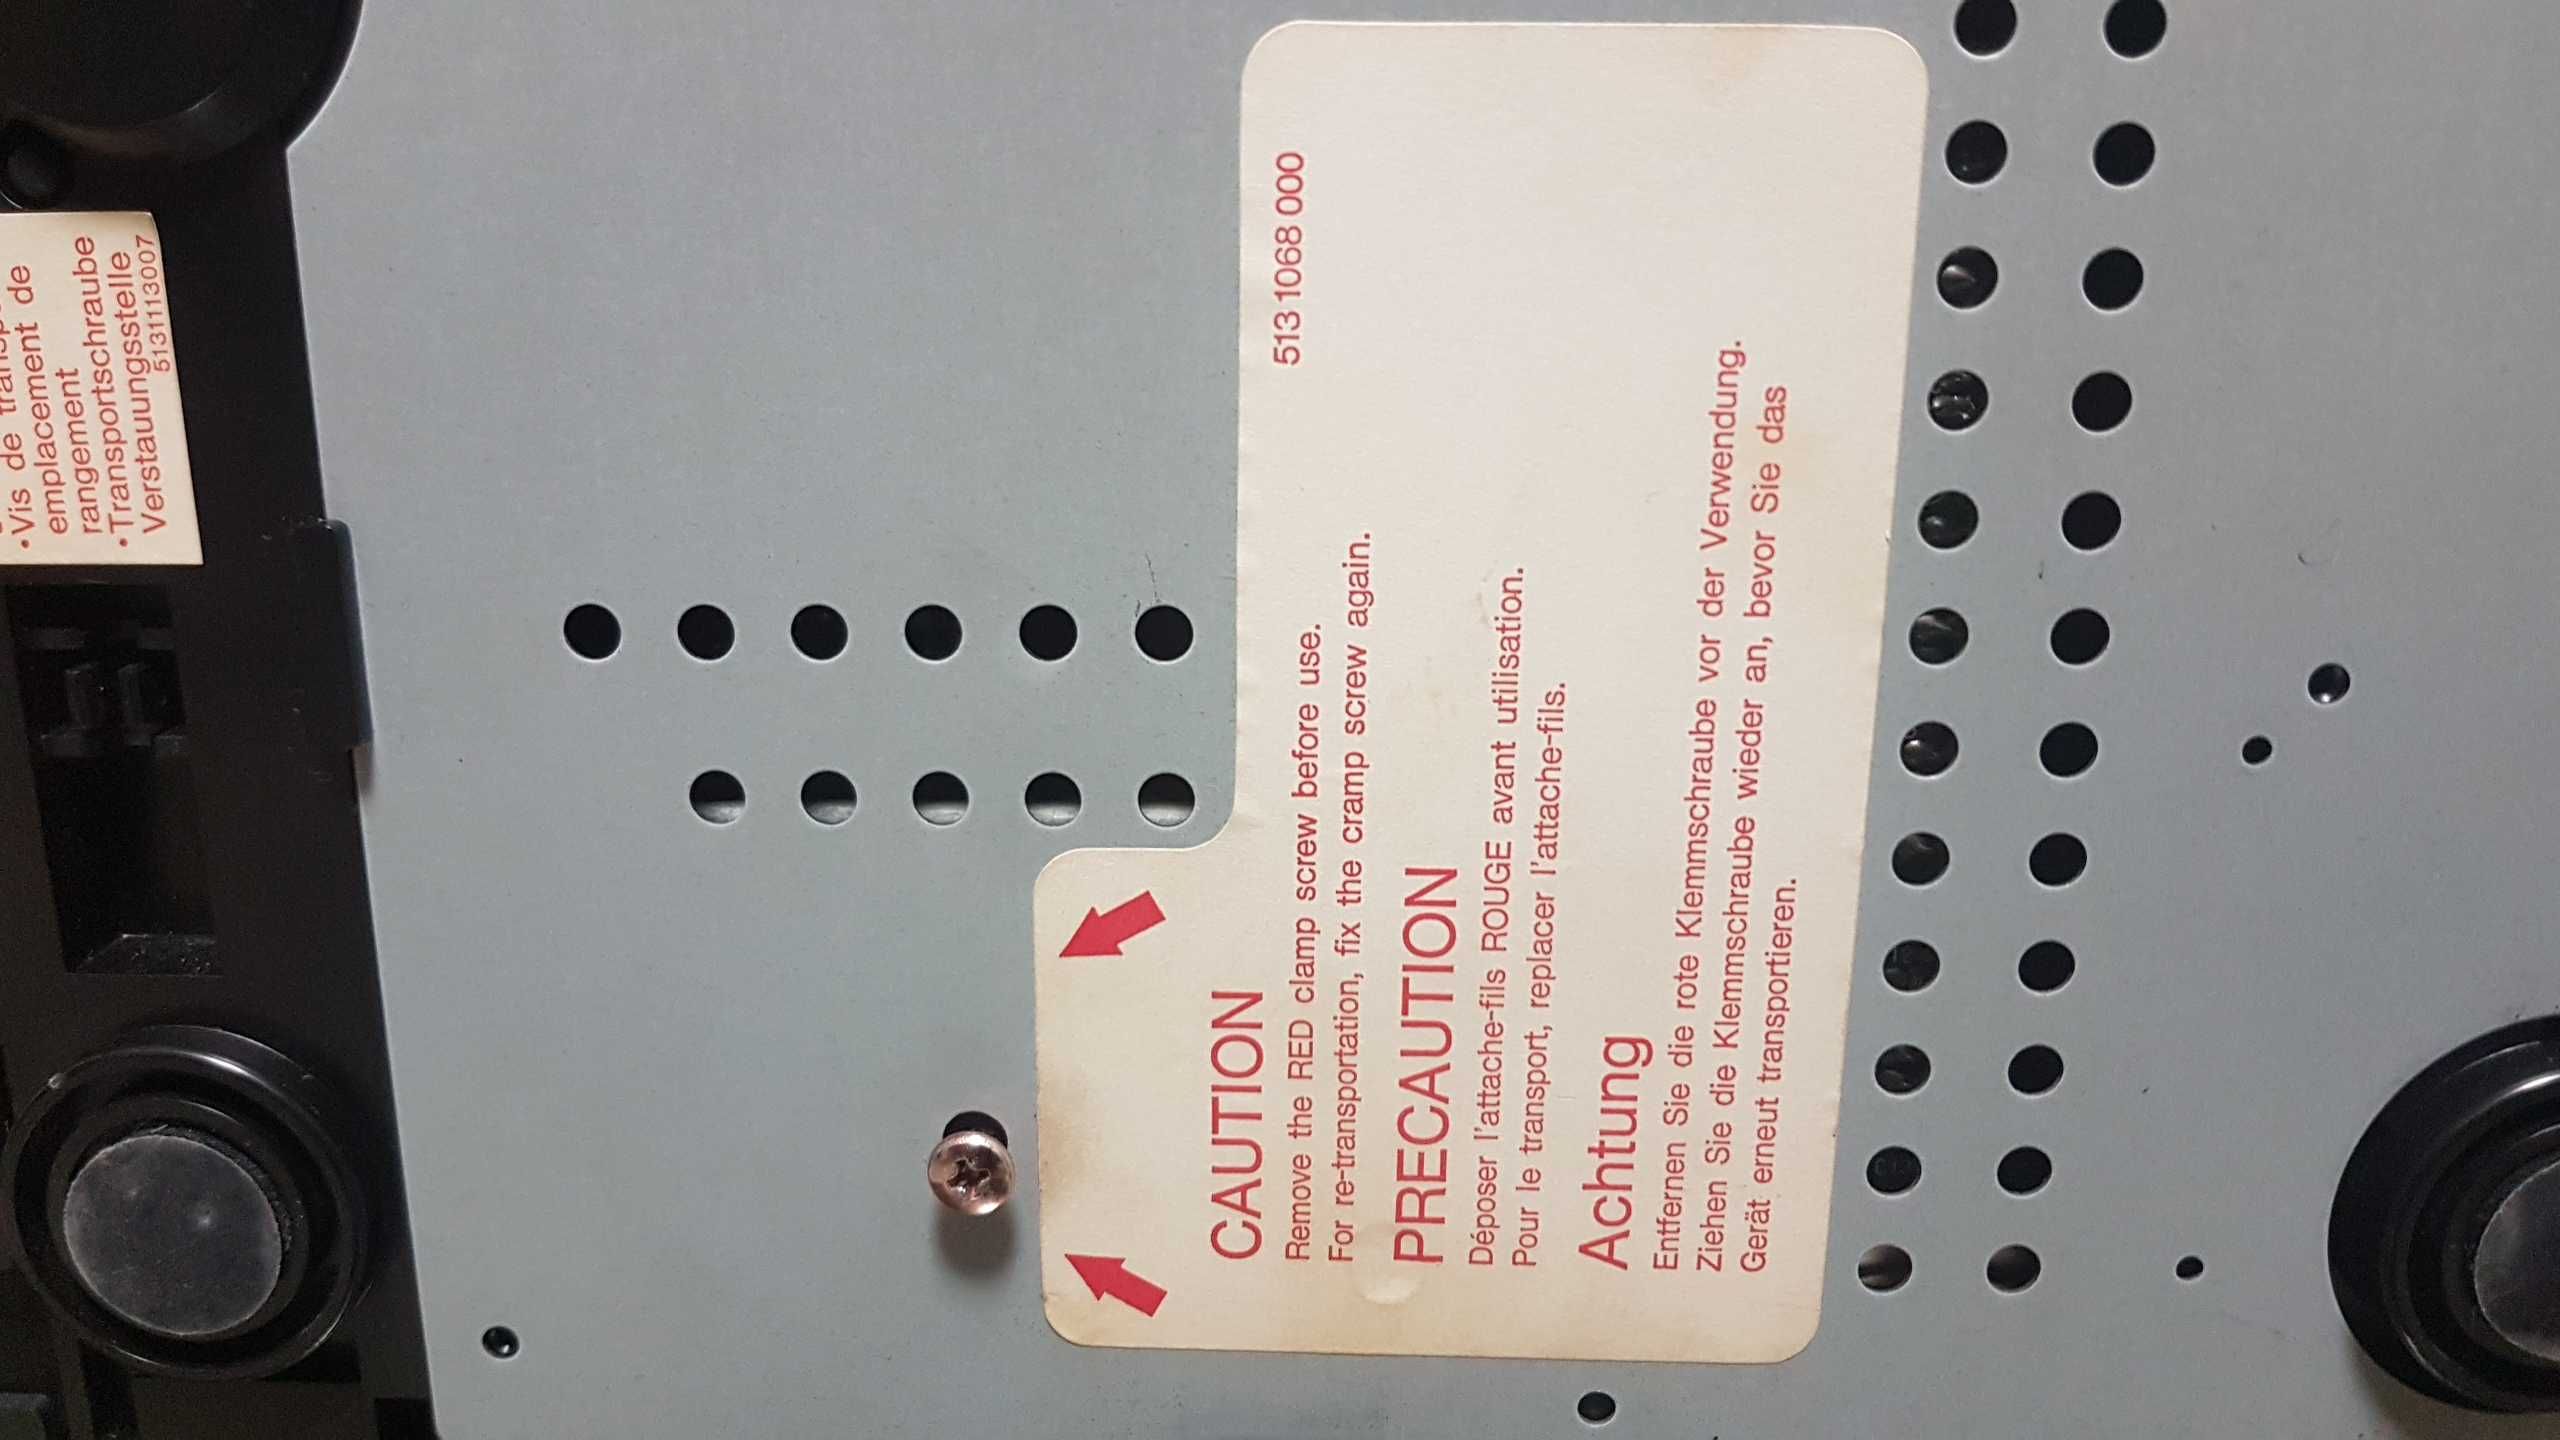 •Vis de transp
emplacement de
rangement
•Transportschraube
Verstauungsstelle
5131113007
513 1068 000
CAUTION
Remove the RED clamp screw before use.
For re-transportation, fix the cramp screw again.
PRECAUTION
Déposer l'attache-fils ROUGE avant utilisation.
Pour le transport, replacer l'attache-fils.
Achtung
Entfernen Sie die rote Klemmschraube vor der Verwendung.
Ziehen Sie die Klemmschraube wieder an, bevor Sie das
Gerät erneut transportieren.